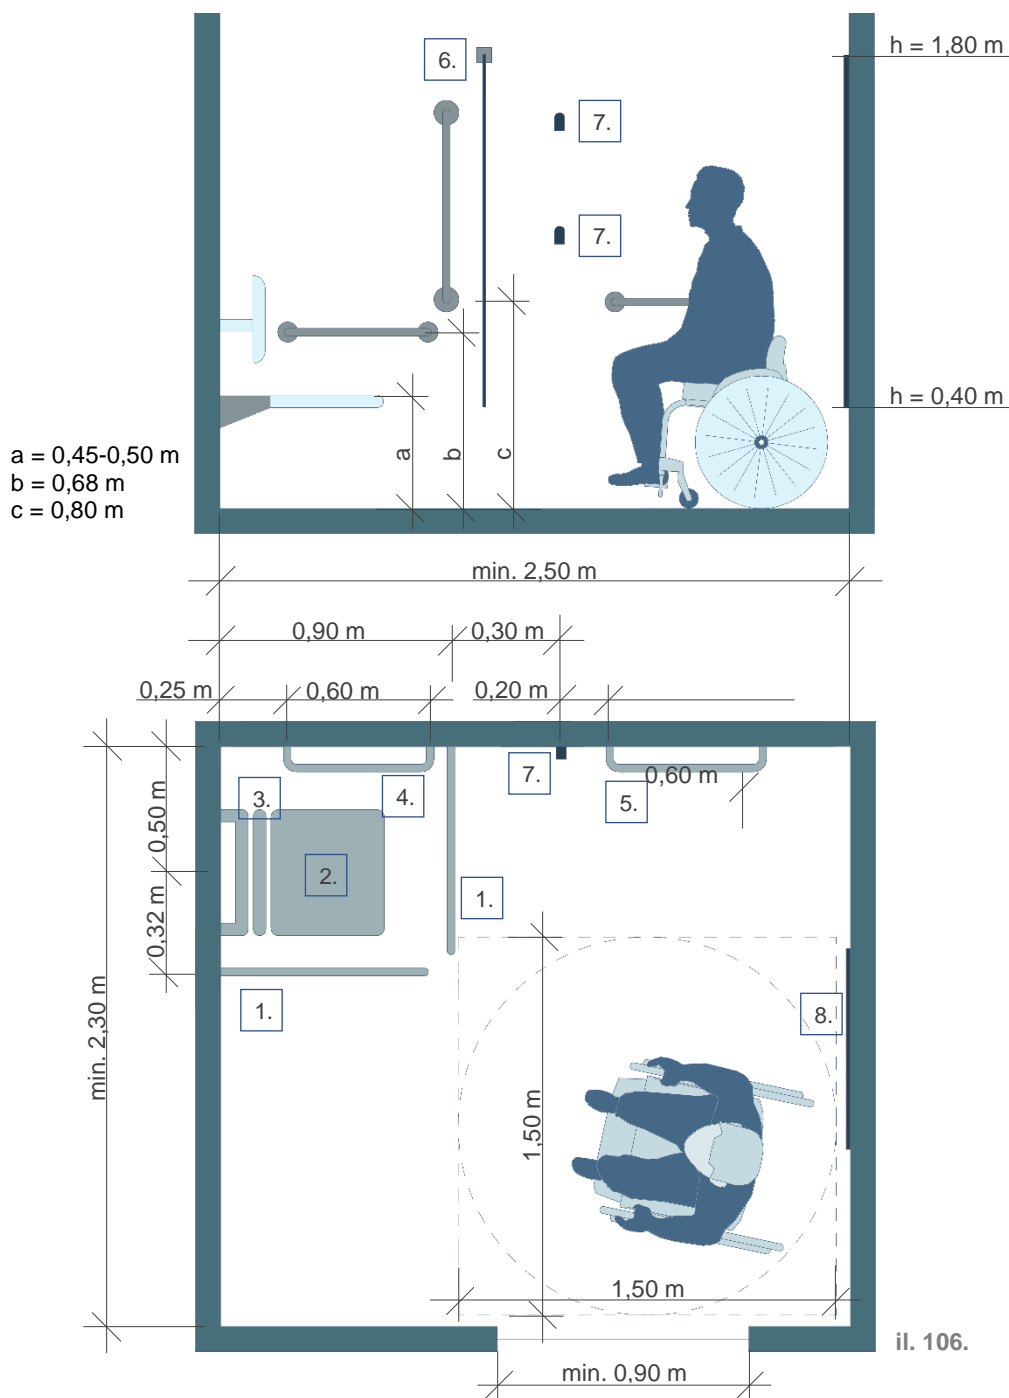 6.
h = 1,80 m
7.
7.
h = 0,40 m
a = 0,45-0,50 m
b = 0,68 m
c = 0,80 m
a
b
c
min. 2,50 m
0,90 m
0,30 m
0,25 m
0,60 m
0,20 m
7.
0,60 m
3.
4.
5.
0,50 m
2.
1.
0,32 m
1.
8.
min. 2,30 m
1,50 m
1,50 m
il. 106.
min. 0,90 m